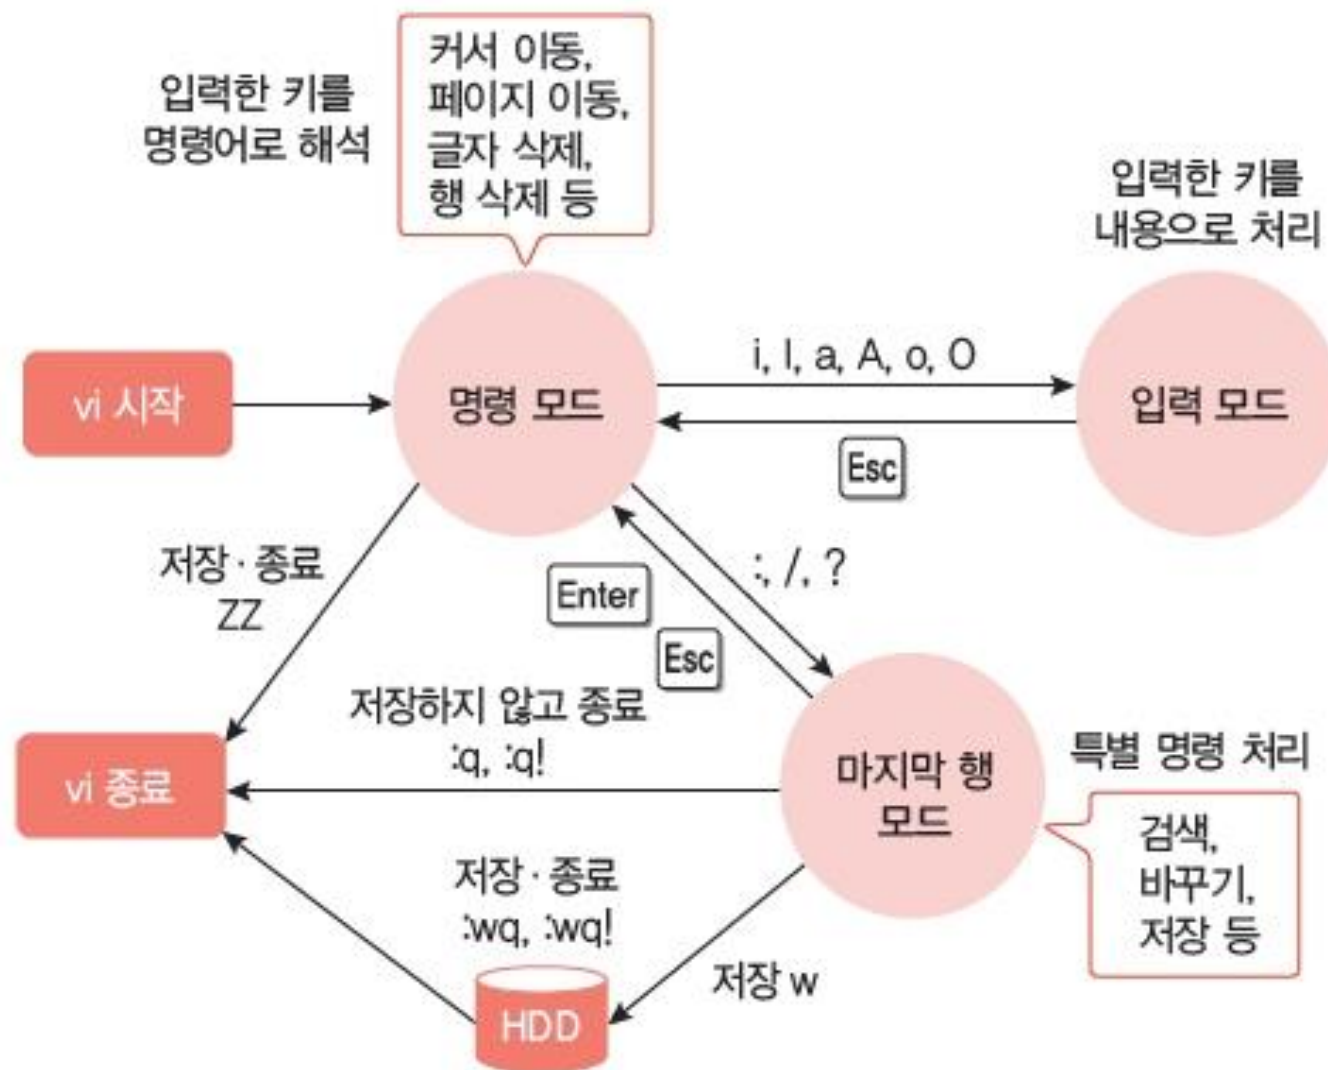 입력한 키를
명령어로 해석
커서 이동,
페이지 이동,
글자 삭제,
행 삭제 등
입력한 키를
내용으로 처리
vi 시작
명령 모드
i, I, a, A, o, O
입력 모드
Esc
저장 · 종료
ZZ
Enter
:, /, ?
Esc
저장하지 않고 종료
:q, :q!
vi 종료
마지막 행
모드
특별 명령 처리
검색,
바꾸기,
저장 등
저장 · 종료
:wq, :wq!
저장 w
HDD